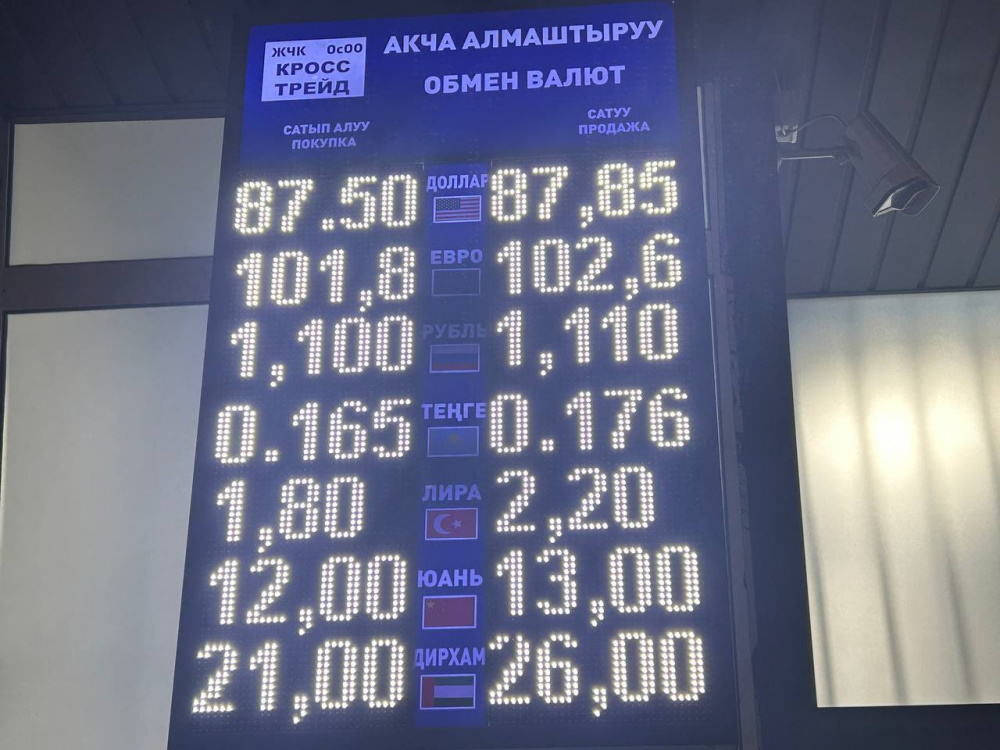 ЖЧК ОсОО
КРОСС
ТРЕЙД
АКЧА АЛМАШТЫРУУ
ОБМЕН ВАЛЮТ
САТЫП АЛУУ
ПОКУПКА
САТУУ
ПРОДАЖА
87.50 ДОЛЛАР 87,85
101,8 ЕВРО 102,6
1,100 РУБЛЬ 1,110
0.165 ТЕҢГЕ 0.176
1,80 ЛИРА 2,20
12,00 ЮАНЬ 13,00
21,00 ДИРХАМ 26,00